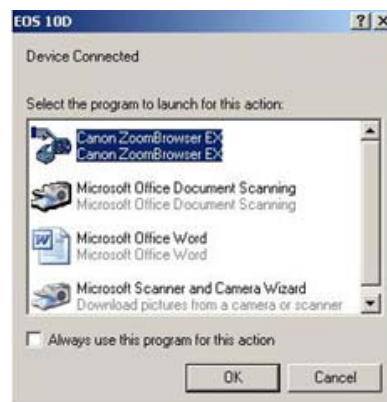 EOS 10D
Device Connected
Select the program to launch for this action:
Canon ZoomBrowser EX
Canon ZoomBrowser EX
Microsoft Office Document Scanning
Microsoft Office Document Scanning
Microsoft Office Word
Microsoft Office Word
Microsoft Scanner and Camera Wizard
Download pictures from a camera or scanner
Always use this program for this action
OK Cancel